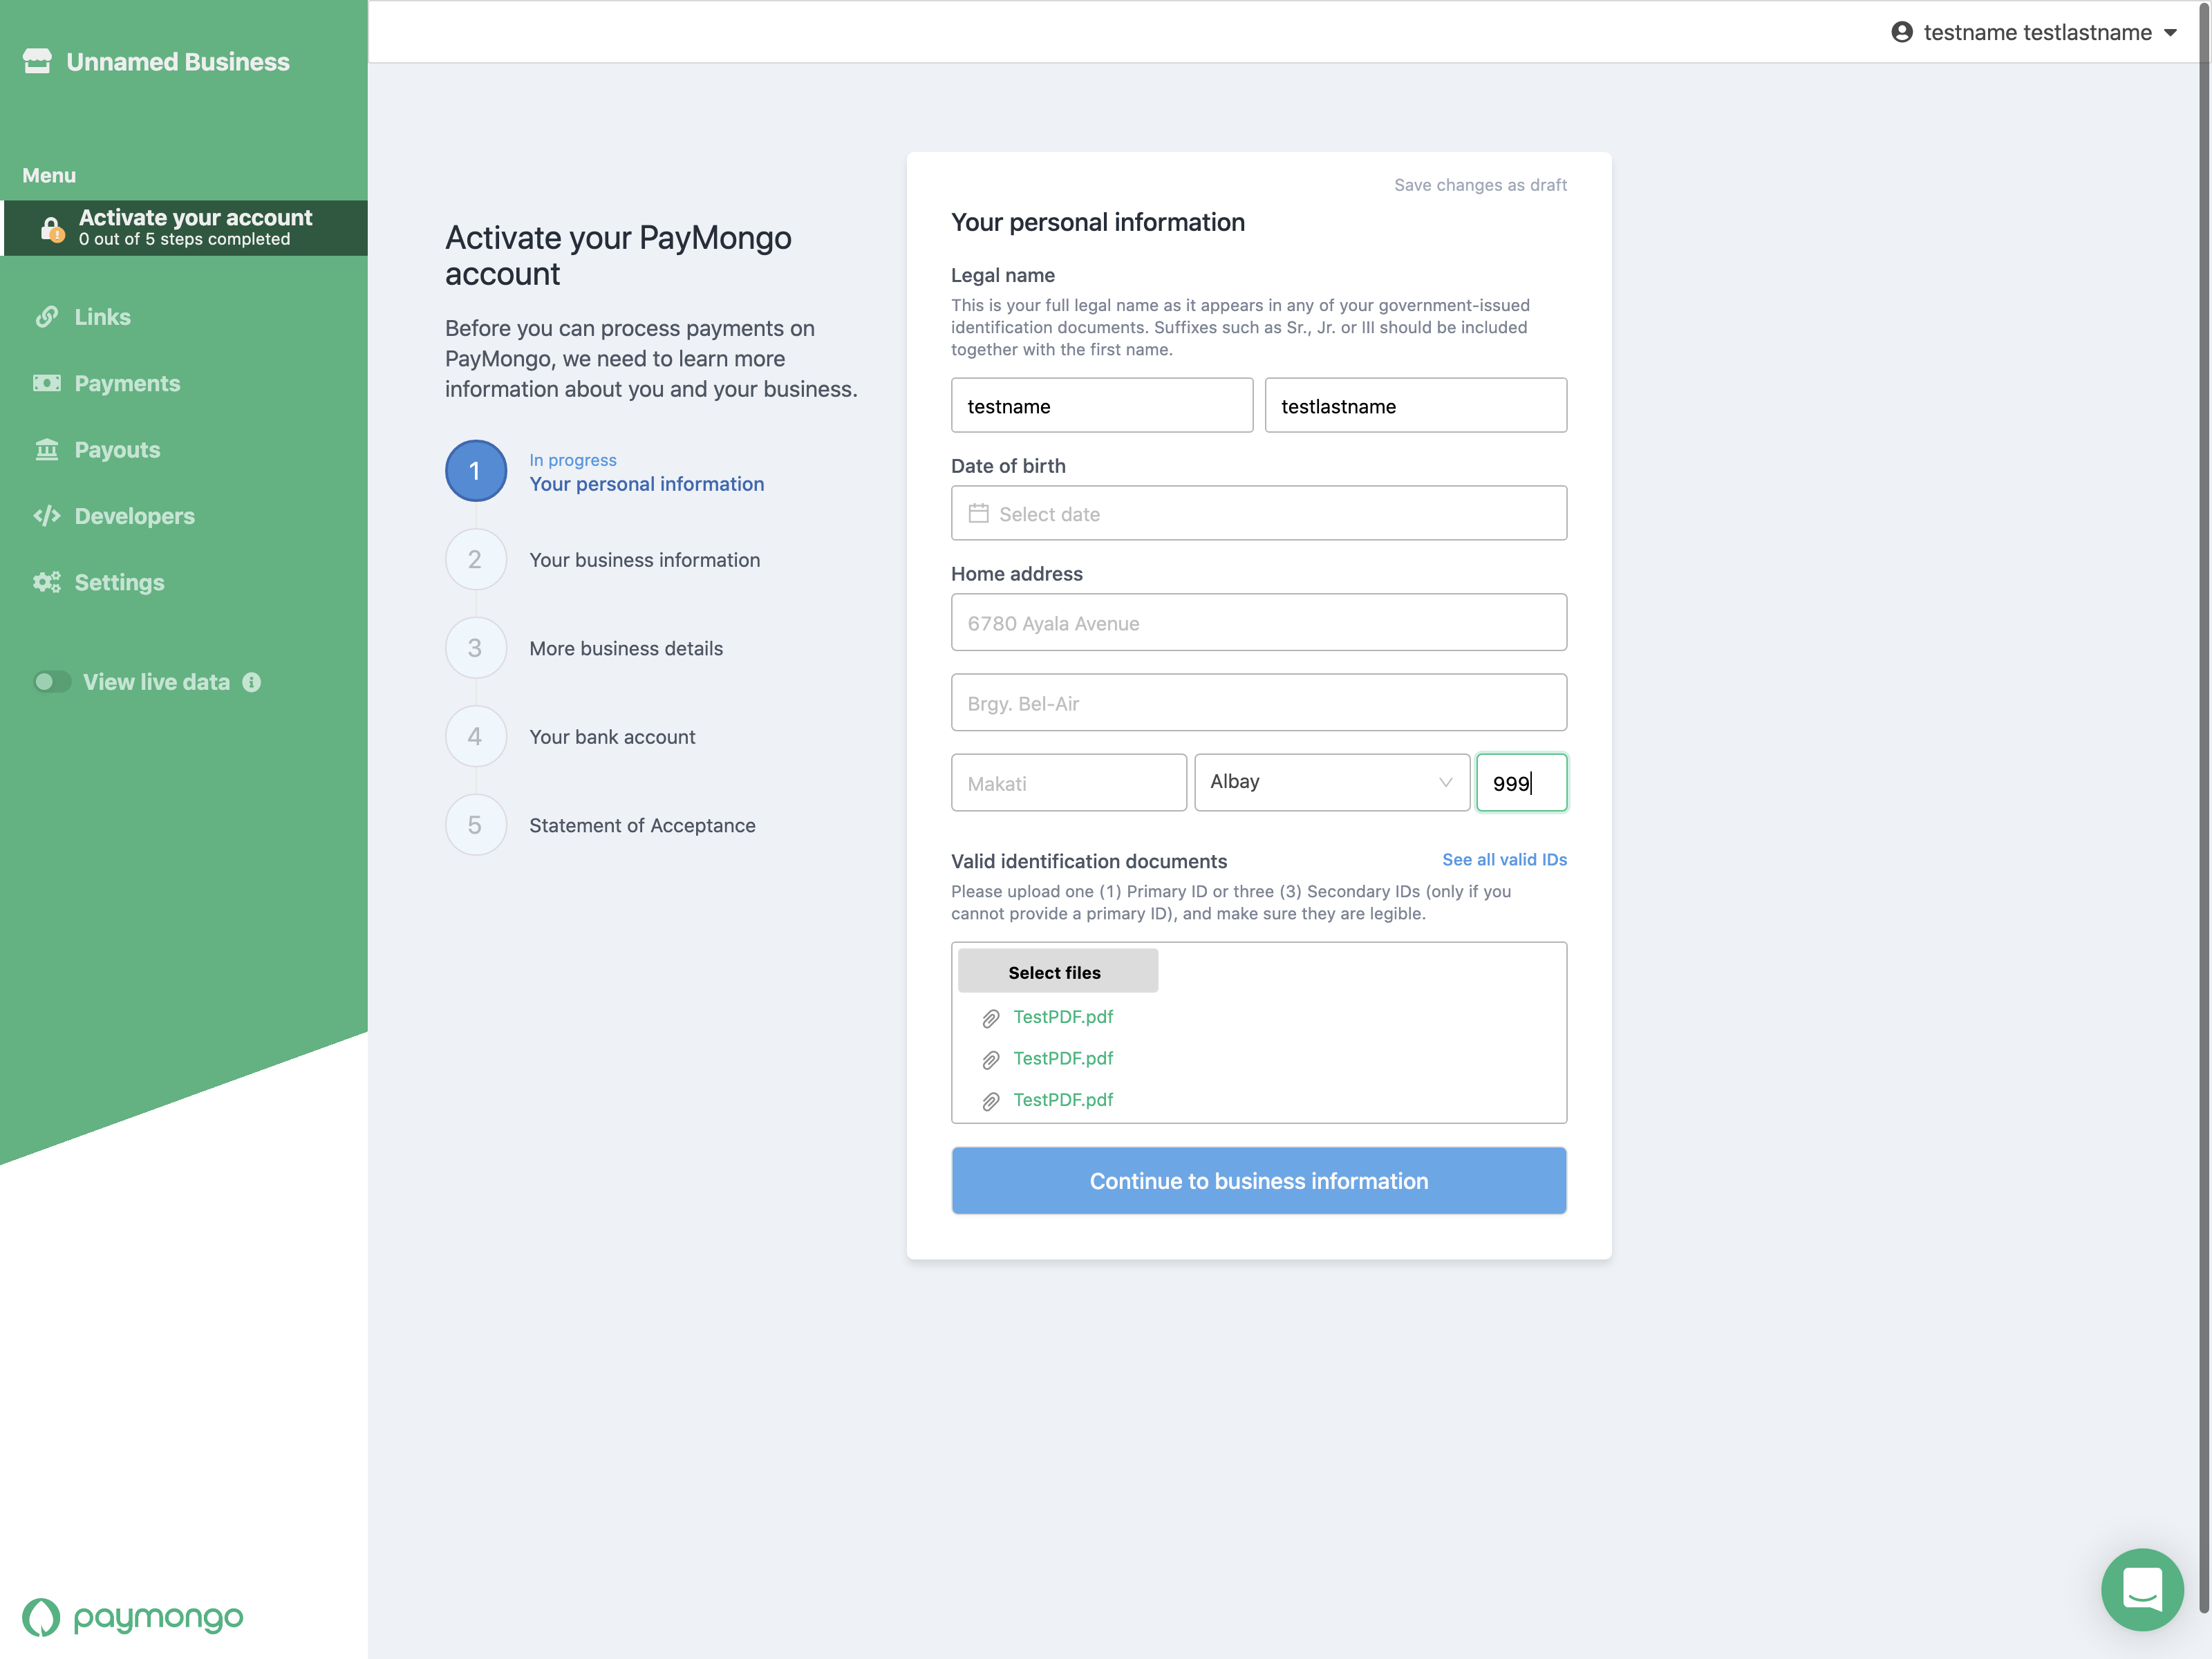 Unnamed Business
testname testlastname
Menu
Activate your account
0 out of 5 steps completed
Links
Payments
Payouts
Developers
Settings
View live data
paymongo
Activate your PayMongo
account
Before you can process payments on
PayMongo, we need to learn more
information about you and your business.
1
In progress
Your personal information
2
Your business information
3
More business details
4
Your bank account
5
Statement of Acceptance
Save changes as draft
Your personal information
Legal name
This is your full legal name as it appears in any of your government-issued
identification documents. Suffixes such as Sr., Jr. or III should be included
together with the first name.
testname testlastname
Date of birth
Select date
Home address
6780 Ayala Avenue
Brgy. Bel-Air
Makati Albay 999
Valid identification documents See all valid IDs
Please upload one (1) Primary ID or three (3) Secondary IDs (only if you
cannot provide a primary ID), and make sure they are legible.
Select files
TestPDF.pdf
TestPDF.pdf
TestPDF.pdf
Continue to business information